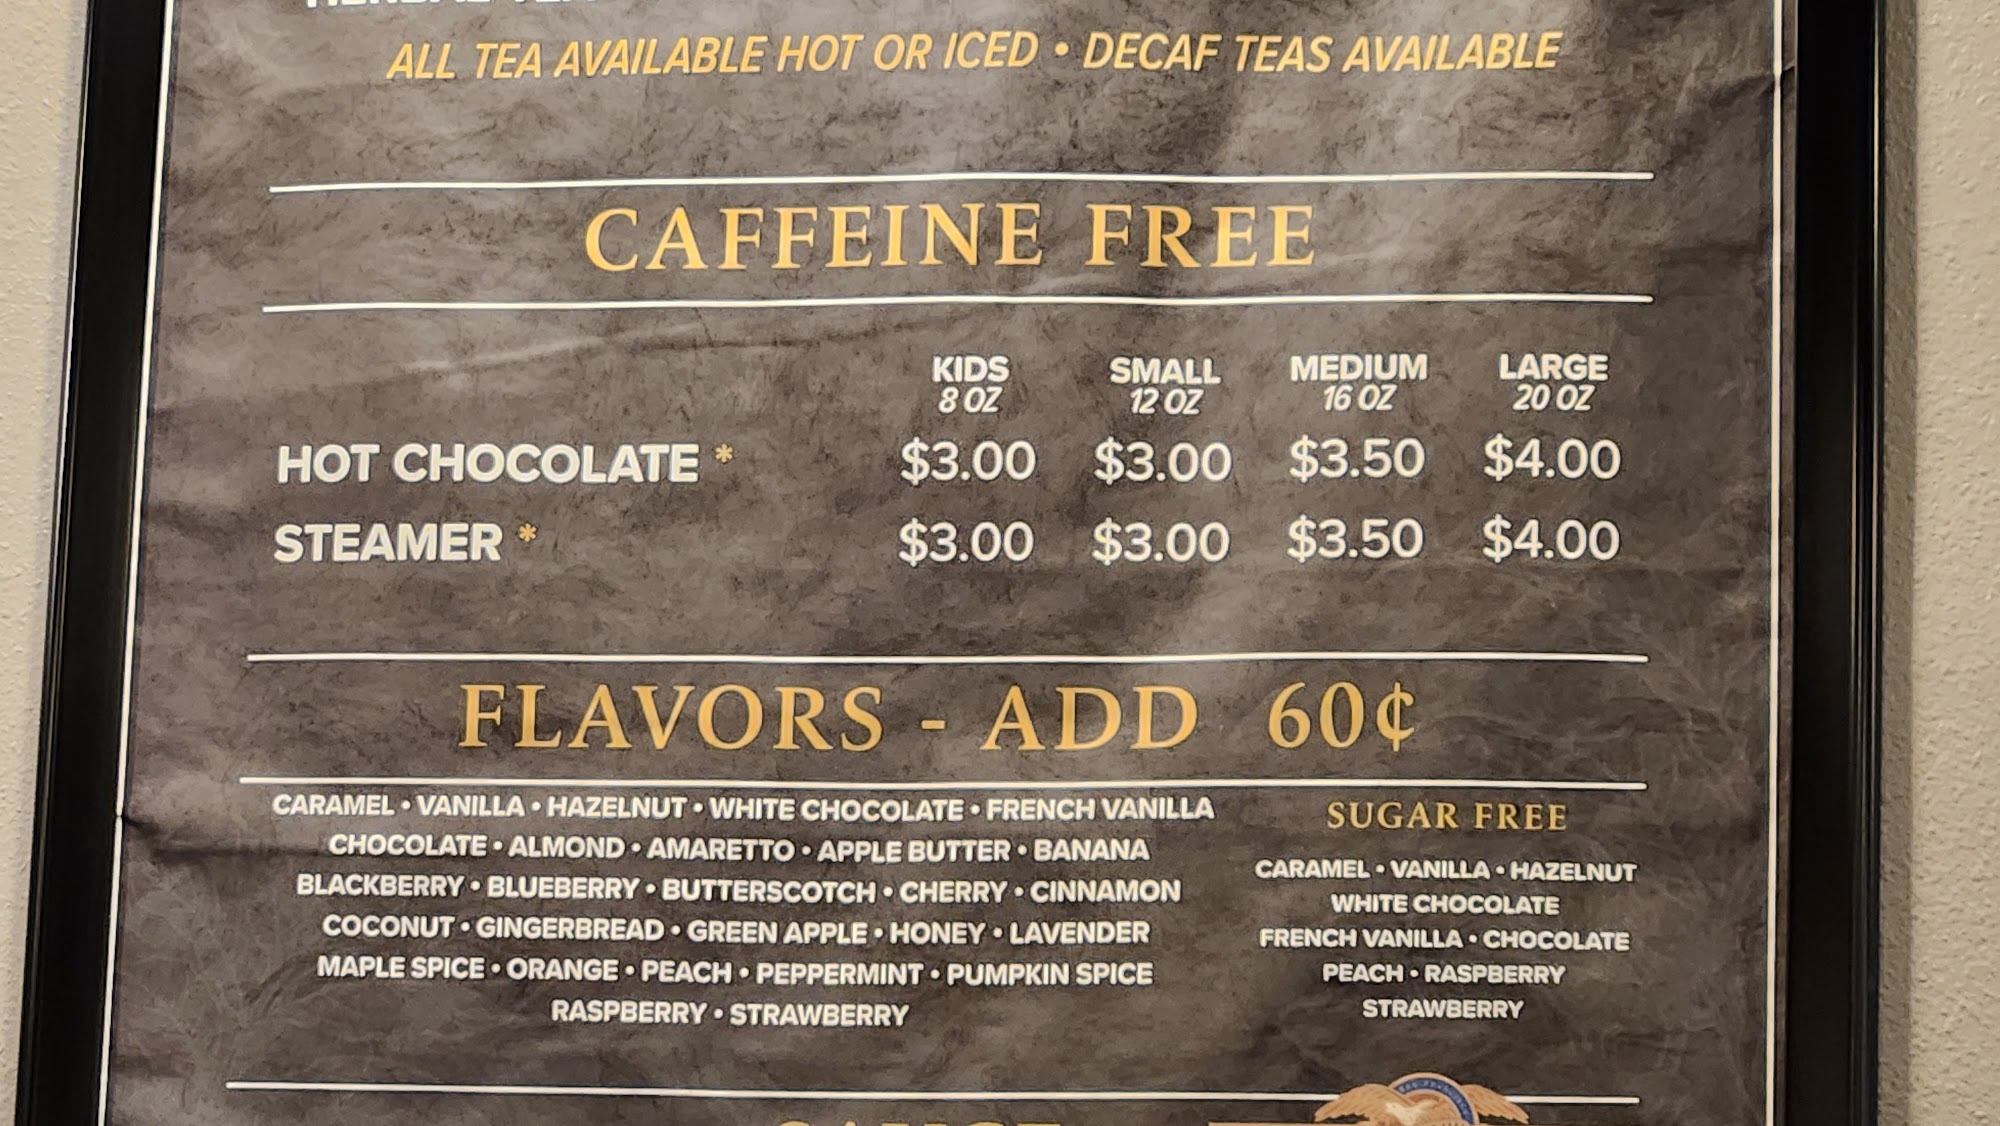 ALL TEA AVAILABLE HOT OR ICED • DECAF TEAS AVAILABLE
CAFFEINE FREE
KIDS SMALL MEDIUM LARGE
8 OZ 12 OZ 16 OZ 20 OZ
HOT CHOCOLATE * $3.00 $3.00 $3.50 $4.00
STEAMER * $3.00 $3.00 $3.50 $4.00
FLAVORS - ADD 60¢
CARAMEL • VANILLA • HAZELNUT • WHITE CHOCOLATE • FRENCH VANILLA
CHOCOLATE • ALMOND • AMARETTO • APPLE BUTTER • BANANA
BLACKBERRY • BLUEBERRY • BUTTERSCOTCH • CHERRY • CINNAMON
COCONUT • GINGERBREAD • GREEN APPLE • HONEY • LAVENDER
MAPLE SPICE • ORANGE • PEACH • PEPPERMINT • PUMPKIN SPICE
RASPBERRY • STRAWBERRY
SUGAR FREE
CARAMEL • VANILLA • HAZELNUT
WHITE CHOCOLATE
FRENCH VANILLA • CHOCOLATE
PEACH • RASPBERRY
STRAWBERRY